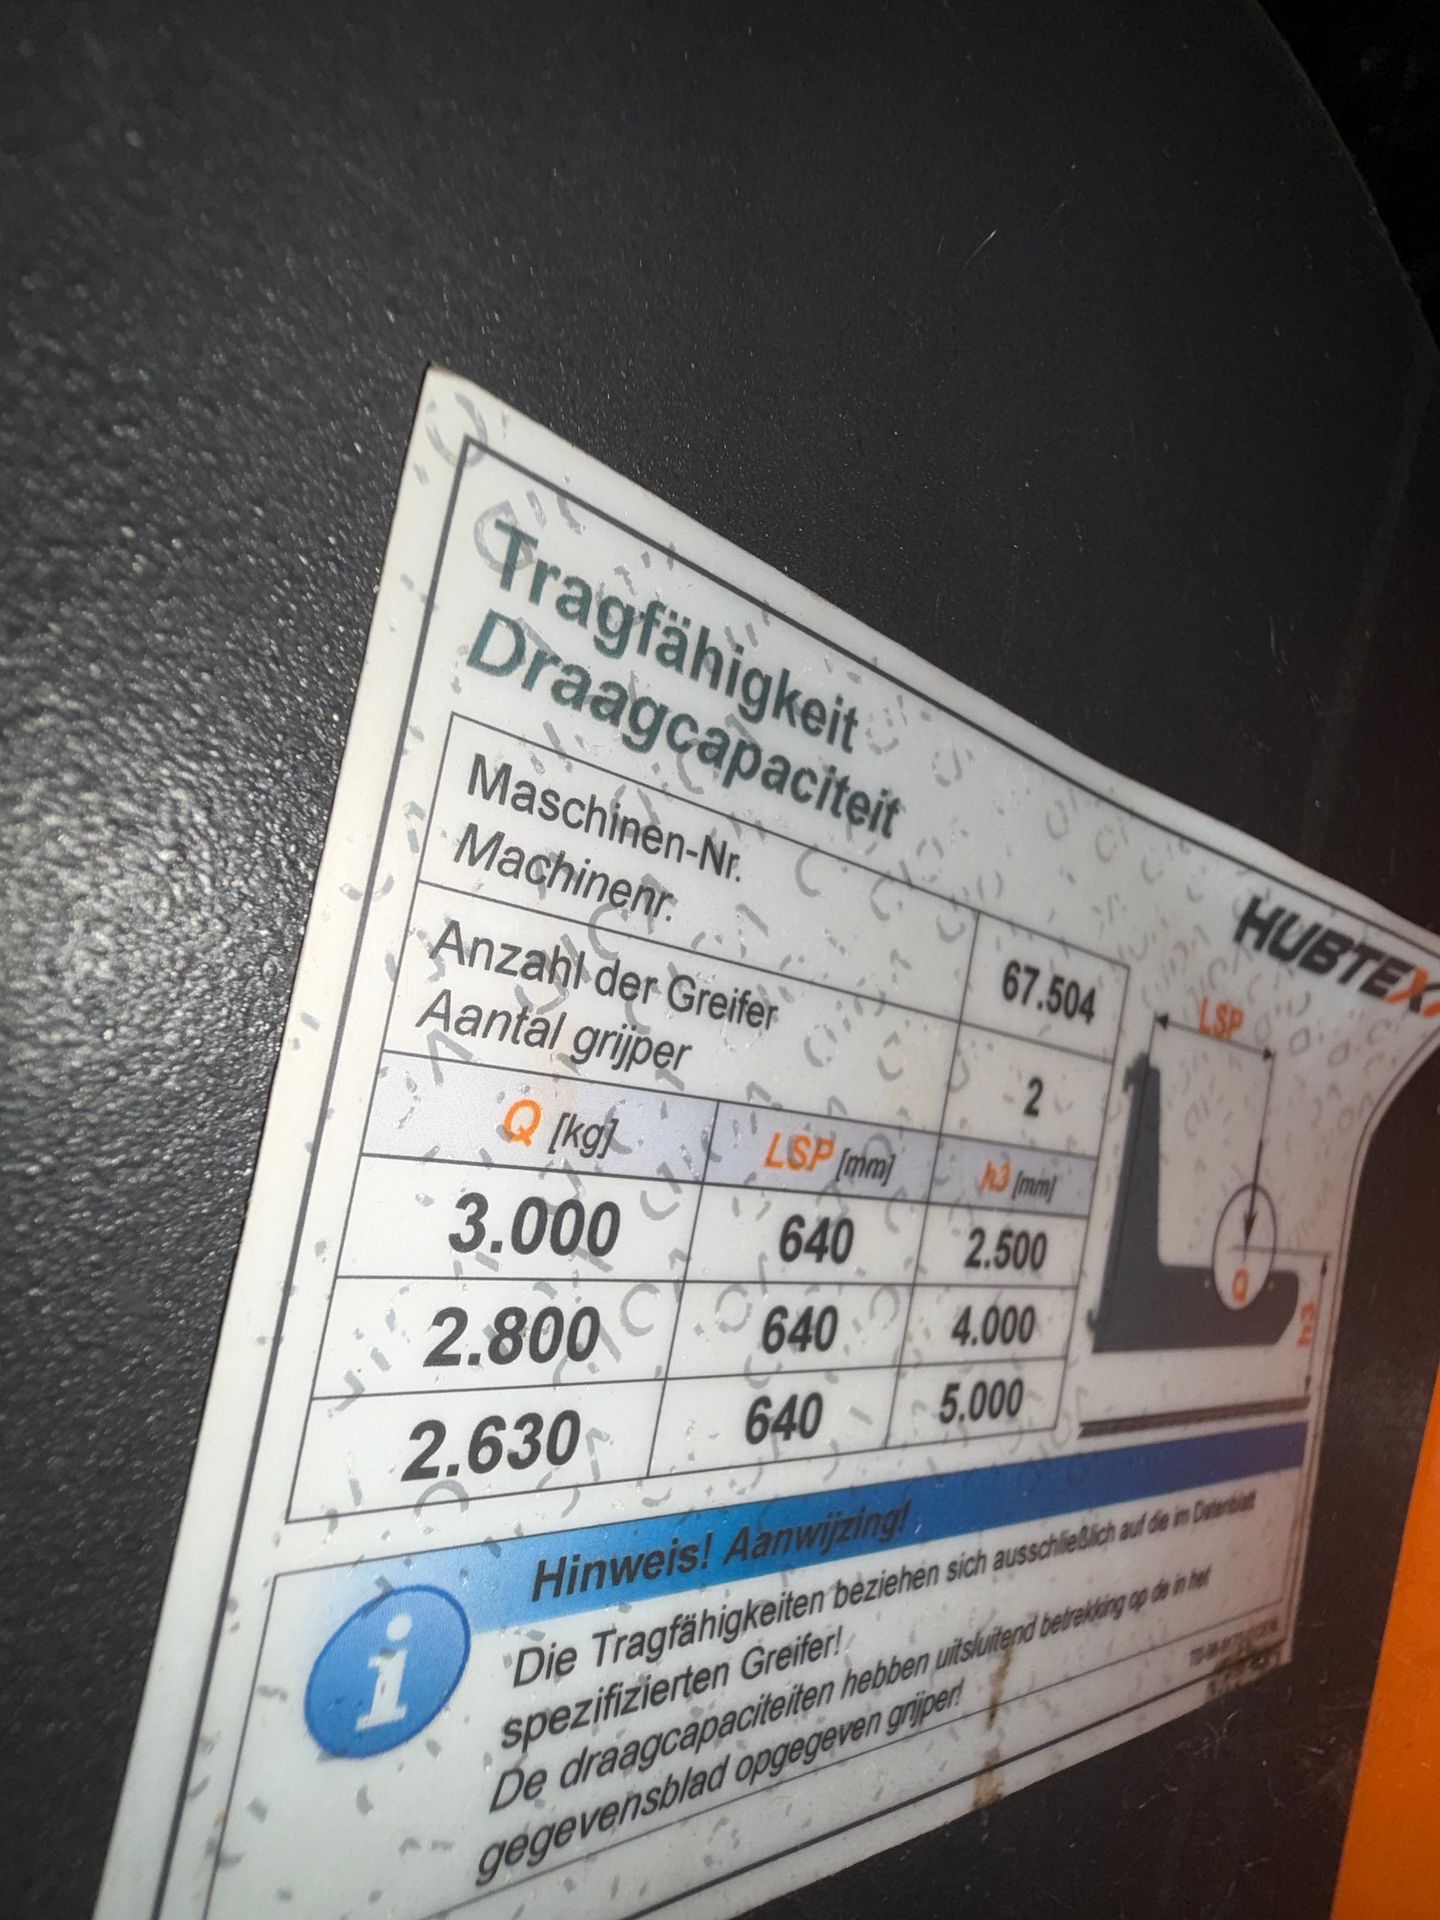 Tragfähigkeit
Draagcapaciteit
HUBTEX
Maschinen-Nr.
Machinenr.
67.504
Anzahl der Greifer
Aantal grijper
2
Q [kg] LSP [mm] h3 [mm]
3.000 640 2.500
2.800 640 4.000
2.630 640 5.000
LSP
Q
h3
Hinweis! Aanwijzing!
i
Die Tragfähigkeiten beziehen sich ausschließlich auf die im Datenblatt
spezifizierten Greifer!
De draagcapaciteiten hebben uitsluitend betrekking op de in het
gegevensblad opgegeven grijper!